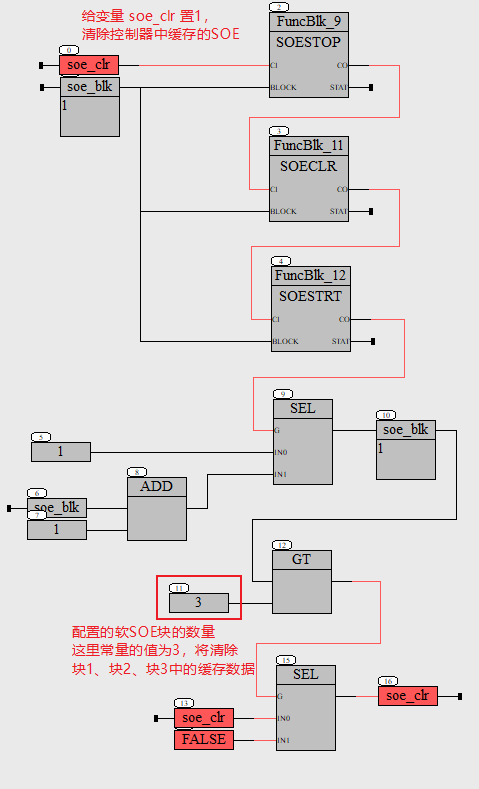 给变量 soe_clr 置1，
清除控制器中缓存的SOE
0
soe_clr
soe_blk
1
2
FuncBlk_9
SOESTOP
CI
CO
BLOCK
STAT
3
FuncBlk_11
SOECLR
CI
CO
BLOCK
STAT
4
FuncBlk_12
SOESTRT
CI
CO
BLOCK
STAT
9
SEL
G
IN0
IN1
10
soe_blk
1
5
1
8
ADD
6
soe_blk
7
1
12
GT
11
3
配置的软SOE块的数量
这里常量的值为3，将清除
块1、块2、块3中的缓存数据
15
SEL
G
IN0
IN1
16
soe_clr
13
soe_clr
FALSE